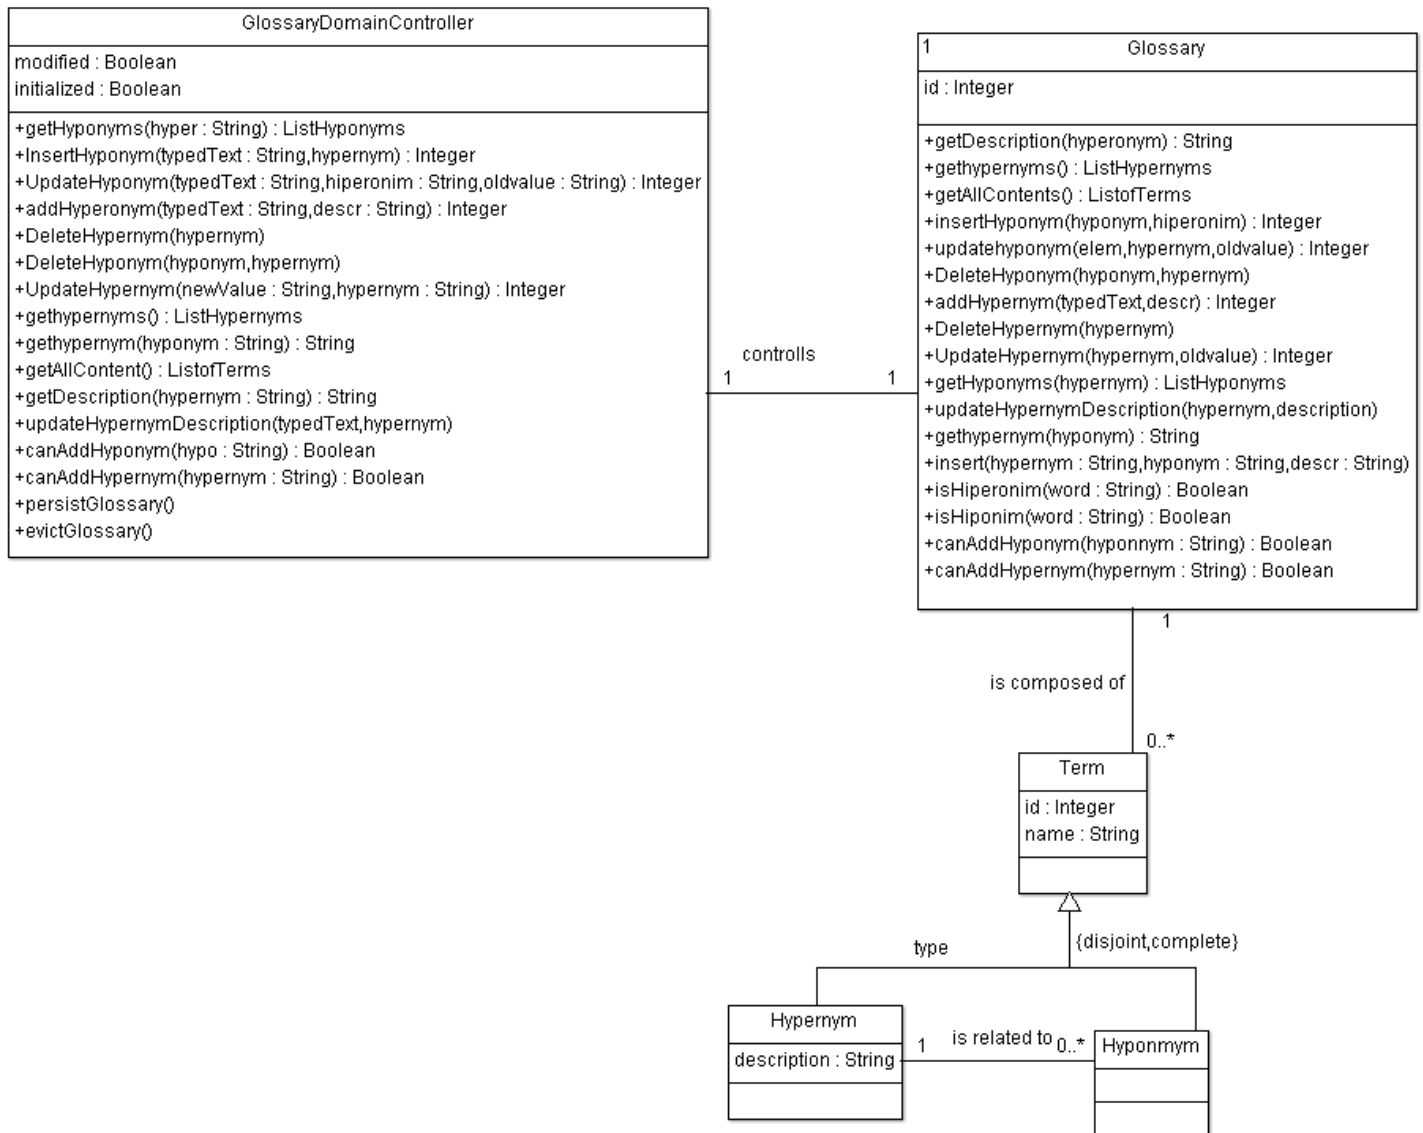 GlossaryDomainController
modified : Boolean
initialized : Boolean
+getHyponyms(hyper : String) : ListHyponyms
+InsertHyponym(typedText : String,hypernym) : Integer
+UpdateHyponym(typedText : String,hiperonim : String,oldvalue : String) : Integer
+addHyperonym(typedText : String,descr : String) : Integer
+DeleteHypernym(hypernym)
+DeleteHyponym(hyponym,hypernym)
+UpdateHypernym(newValue : String,hypernym : String) : Integer
+gethypernyms() : ListHypernyms
+gethypernym(hyponym : String) : String
+getAllContent() : ListofTerms
+getDescription(hypernym : String) : String
+updateHypernymDescription(typedText,hypernym)
+canAddHyponym(hypo : String) : Boolean
+canAddHypernym(hypernym : String) : Boolean
+persistGlossary()
+evictGlossary()
controlls
1
1
1
Glossary
id : Integer
+getDescription(hyperonym) : String
+gethypernyms() : ListHypernyms
+getAllContents() : ListofTerms
+insertHyponym(hyponym,hiperonim) : Integer
+updatehyponym(elem,hypernym,oldvalue) : Integer
+DeleteHyponym(hyponym,hypernym)
+addHypernym(typedText,descr) : Integer
+DeleteHypernym(hypernym)
+UpdateHypernym(hypernym,oldvalue) : Integer
+getHyponyms(hypernym) : ListHyponyms
+updateHypernymDescription(hypernym,description)
+gethypernym(hyponym) : String
+insert(hypernym : String,hyponym : String,descr : String)
+isHiperonim(word : String) : Boolean
+isHiponim(word : String) : Boolean
+canAddHyponym(hyponnym : String) : Boolean
+canAddHypernym(hypernym : String) : Boolean
1
is composed of
0..*
Term
id : Integer
name : String
type
{disjoint,complete}
Hypernym
description : String
1
is related to
0..*
Hyponmym